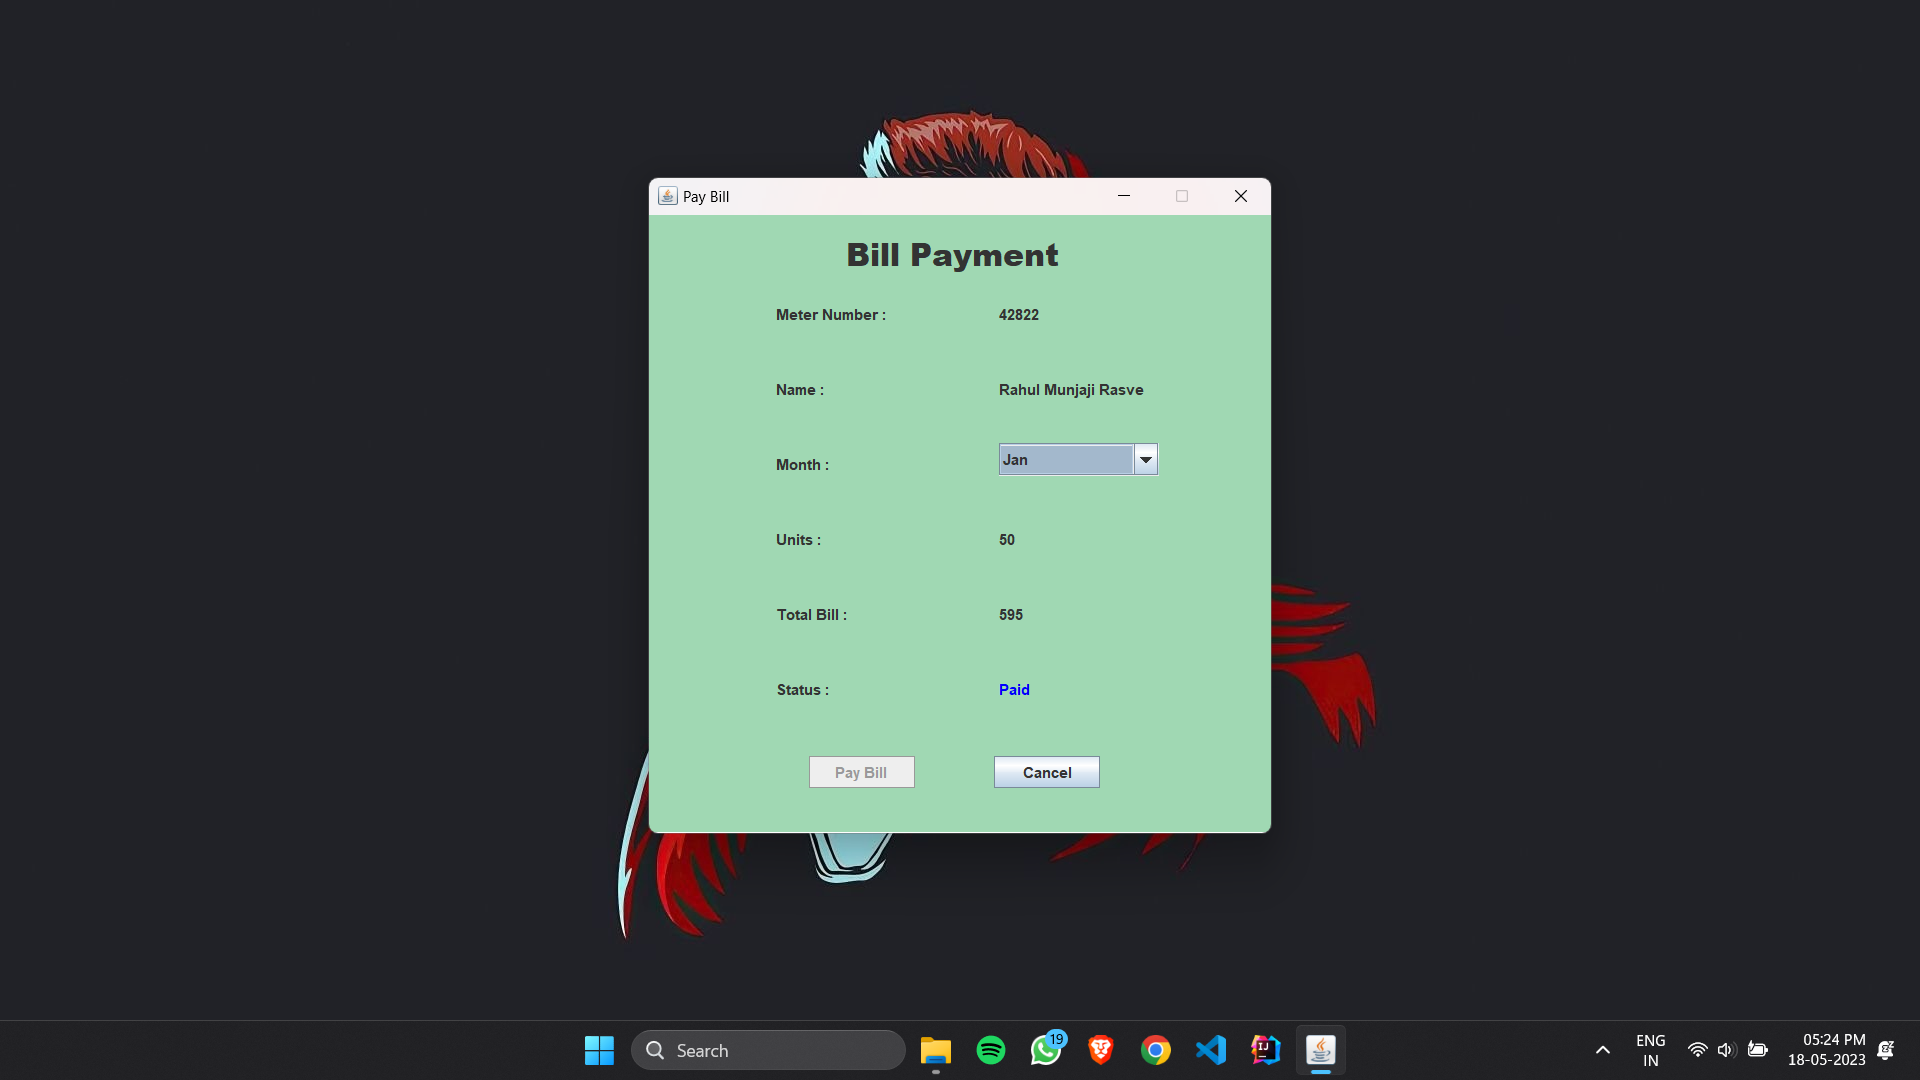 Pay Bill
Bill Payment
Meter Number : 42822
Name : Rahul Munjaji Rasve
Month : Jan
Units : 50
Total Bill : 595
Status : Paid
Pay Bill Cancel
Search
19
IJ
ENG
IN
05:24 PM
18-05-2023